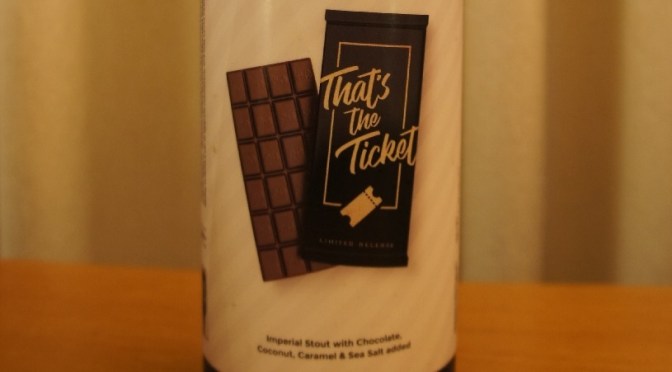 That's
the
Ticket
LIMITED RELEASE
Imperial Stout with Chocolate,
Coconut, Caramel & Sea Salt added